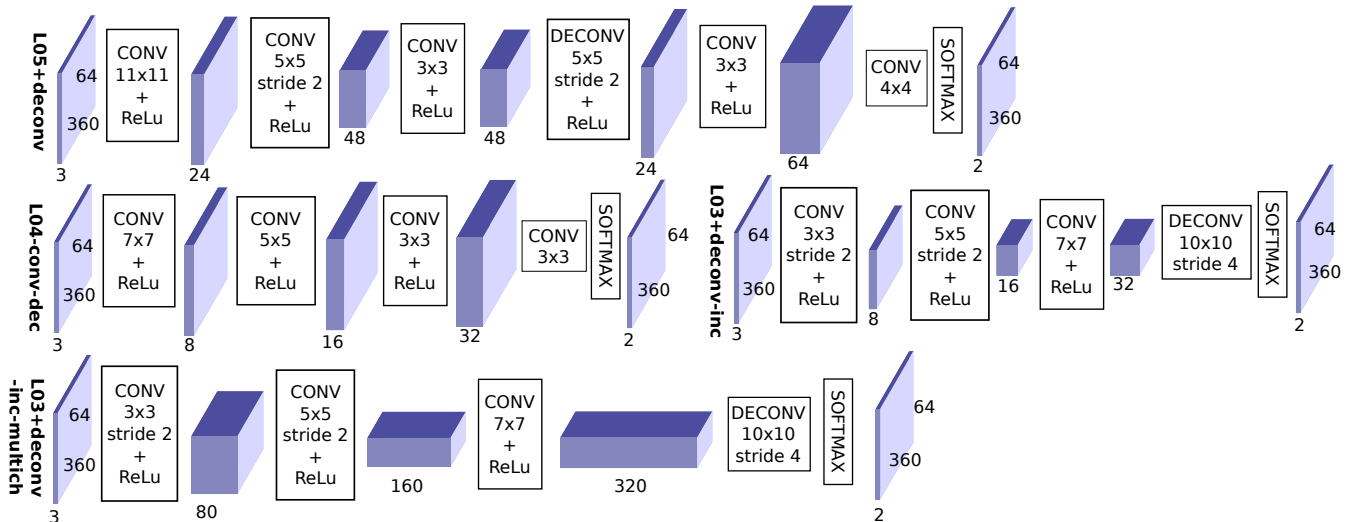 L05+deconv
64
360
3
CONV
11x11
+
ReLu
24
CONV
5x5
stride 2
+
ReLu
48
CONV
3x3
+
ReLu
48
DECONV
5x5
stride 2
+
ReLu
24
CONV
3x3
+
ReLu
64
CONV
4x4
SOFTMAX
64
360
2
L04-conv-dec
64
360
3
CONV
7x7
+
ReLu
8
CONV
5x5
+
ReLu
16
CONV
3x3
+
ReLu
32
CONV
3x3
SOFTMAX
64
360
2
L03+deconv-inc
64
360
3
CONV
3x3
stride 2
+
ReLu
8
CONV
5x5
stride 2
+
ReLu
16
CONV
7x7
+
ReLu
32
DECONV
10x10
stride 4
SOFTMAX
64
360
2
L03+deconv
-inc-multich
64
360
3
CONV
3x3
stride 2
+
ReLu
80
CONV
5x5
stride 2
+
ReLu
160
CONV
7x7
+
ReLu
320
DECONV
10x10
stride 4
SOFTMAX
64
360
2